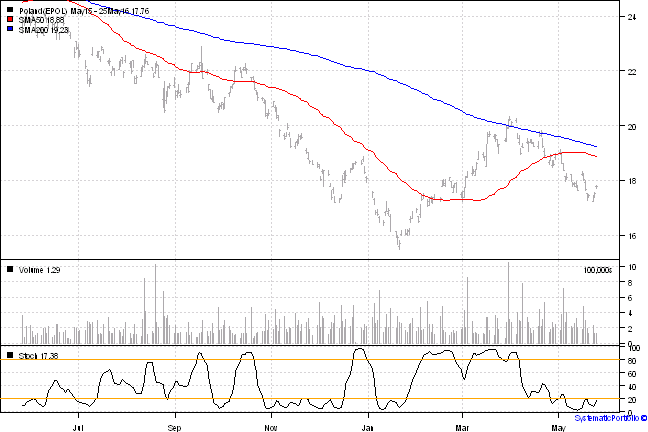 Poland(EPOL) May15 - 25May16 17.76
SMA50 18.88
SMA200 19.23
24
22
20
18
16
Volume 1.29
100,000s
10
8
6
4
2
0
Stoch 17.38
100
80
60
40
20
0
Jul Sep Nov Jan Mar May
SystematicPortfolio ©